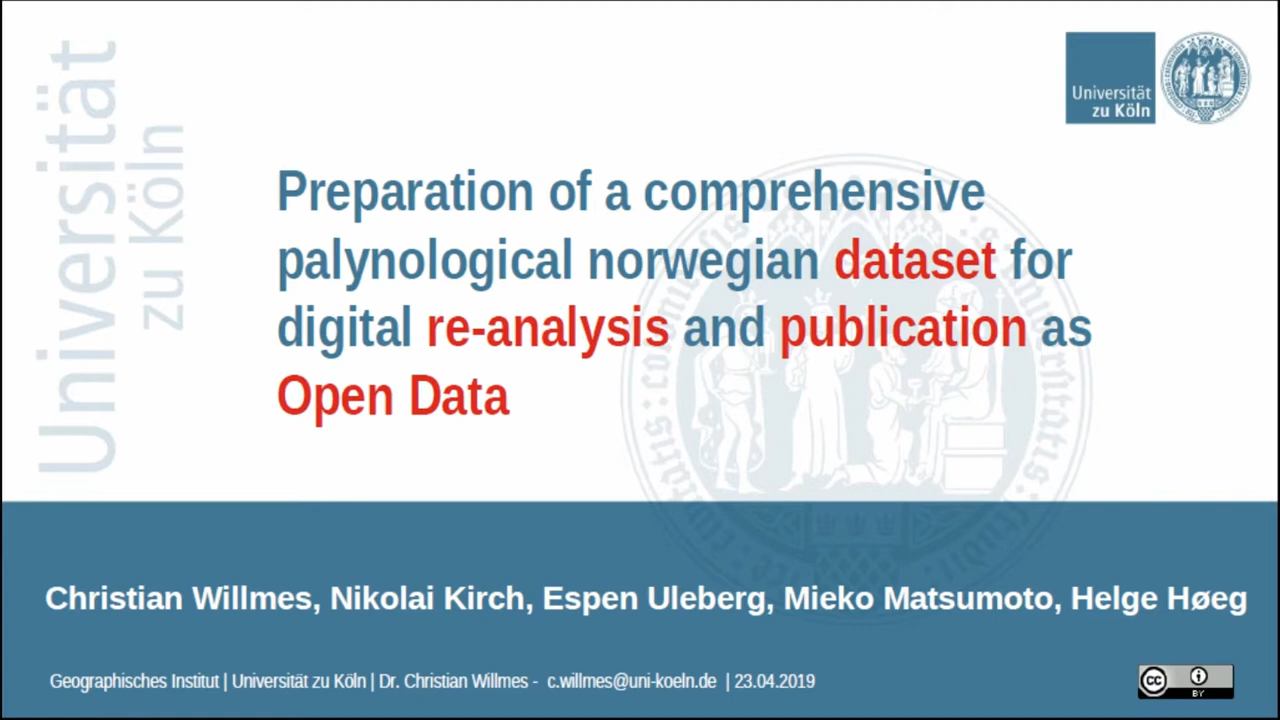 Universität
zu Köln
Universität
zu Köln
Preparation of a comprehensive
palynological norwegian dataset for
digital re-analysis and publication as
Open Data
Christian Willmes, Nikolai Kirch, Espen Uleberg, Mieko Matsumoto, Helge Høeg
Geographisches Institut | Universität zu Köln | Dr. Christian Willmes - c.willmes@uni-koeln.de | 23.04.2019
cc
BY